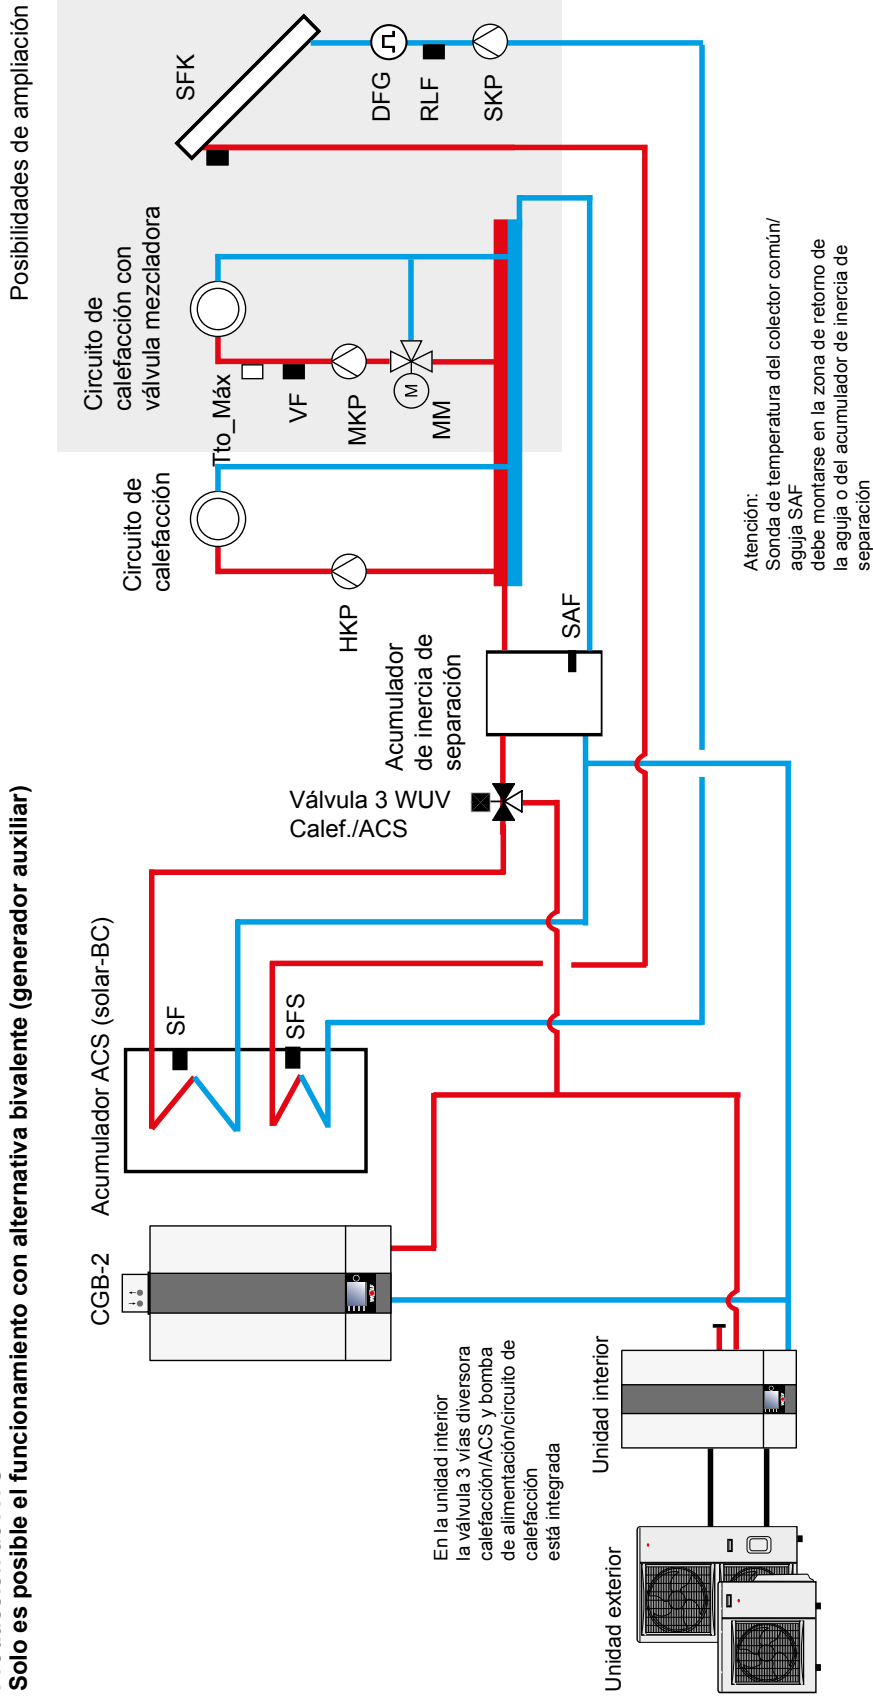 Solo es posible el funcionamiento con alternativa bivalente (generador auxiliar)
Posibilidades de ampliación
CGB-2
Acumulador ACS (solar-BC)
SF
SFS
Válvula 3 WUV
Calef./ACS
Acumulador
de inercia de
separación
SAF
Circuito de
calefacción
HKP
Circuito de
calefacción con
válvula mezcladora
Tto_Máx
VF
MKP
M
MM
SFK
DFG
RLF
SKP
En la unidad interior
la válvula 3 vías diversora
calefacción/ACS y bomba
de alimentación/circuito de
calefacción
está integrada
Unidad exterior
Unidad interior
Atención:
Sonda de temperatura del colector común/
aguja SAF
debe montarse en la zona de retorno de
la aguja o del acumulador de inercia de
separación
WOLF